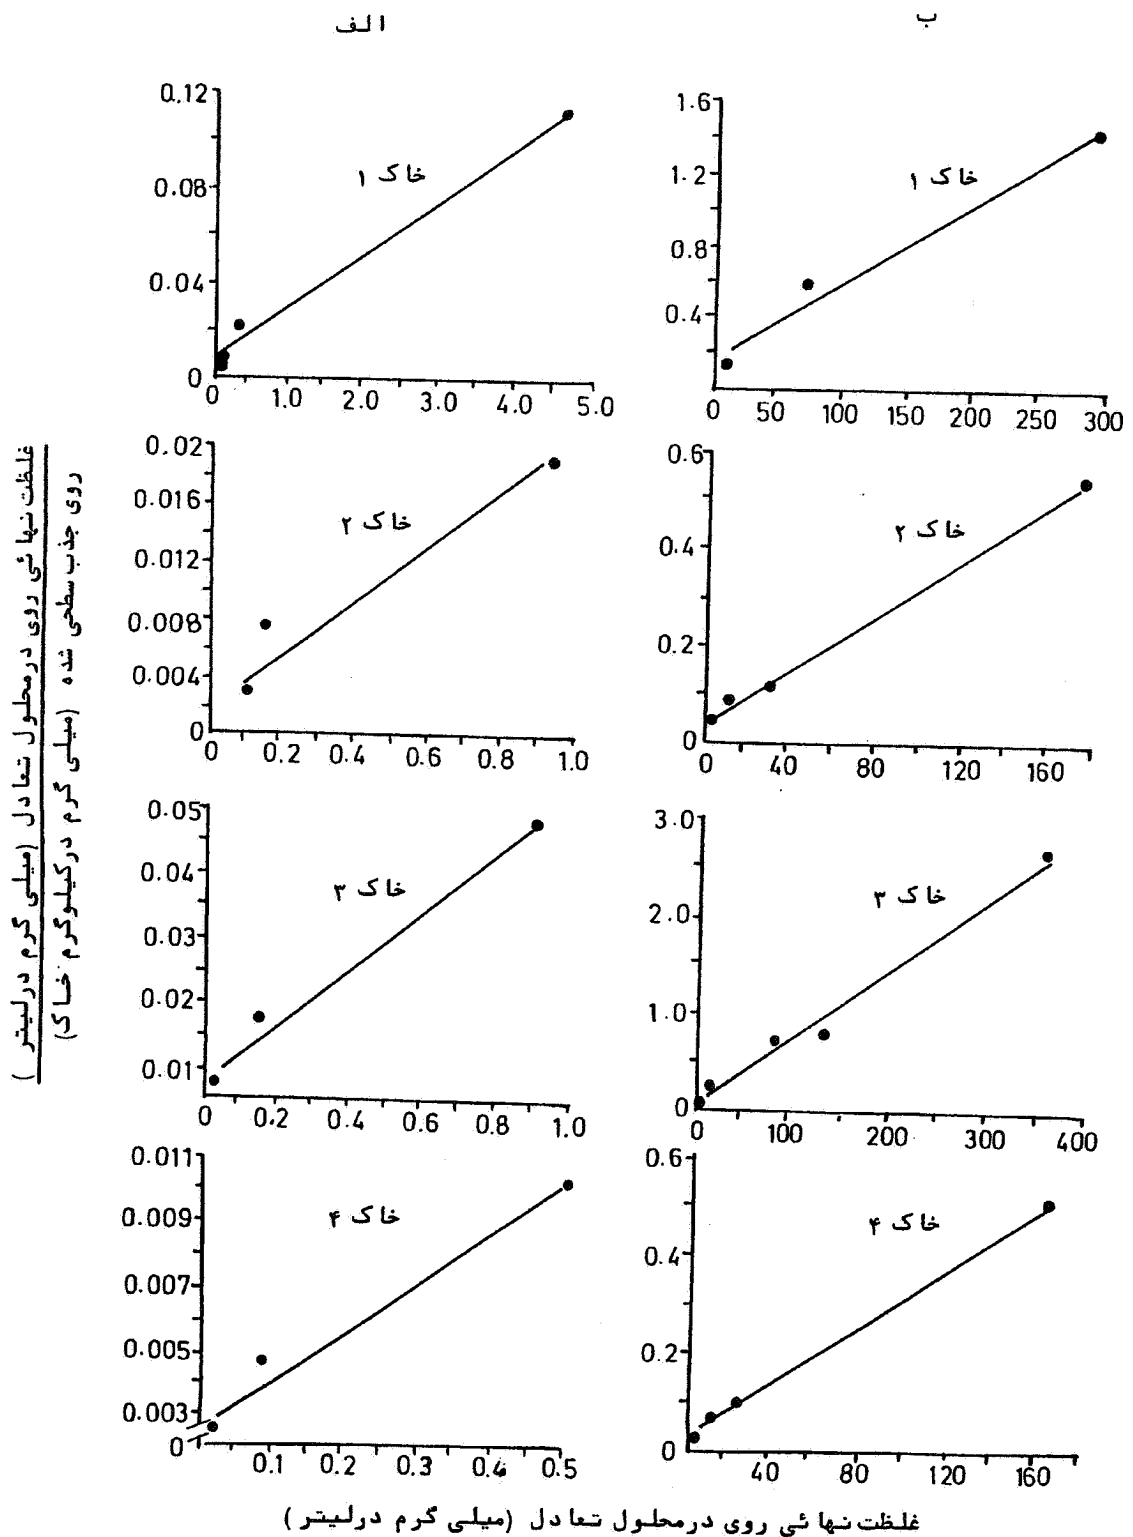 الف
ب
0.12
0.08
0.04
0
خاک ۱
0 1.0 2.0 3.0 4.0 5.0
1.6
1.2
0.8
0.4
خاک ۱
0 50 100 150 200 250 300
0.02
0.016
0.012
0.008
0.004
0
خاک ۲
0 0.2 0.4 0.6 0.8 1.0
0.6
0.4
0.2
0
خاک ۲
0 40 80 120 160
0.05
0.04
0.03
0.02
0.01
خاک ۳
0 0.2 0.4 0.6 0.8 1.0
3.0
2.0
1.0
0
خاک ۳
0 100 200 300 400
0.011
0.009
0.007
0.005
0.003
0
خاک ۴
0.1 0.2 0.3 0.4 0.5
0.6
0.4
0.2
0
خاک ۴
40 80 120 160
غلظت نهائی روی درمحلول تعادل (میلی گرم درلیتر)
روی جذب سطحی شده (میلی گرم درکیلوگرم خاک)
غلظت نهائی روی درمحلول تعادل (میلی گرم درلیتر)